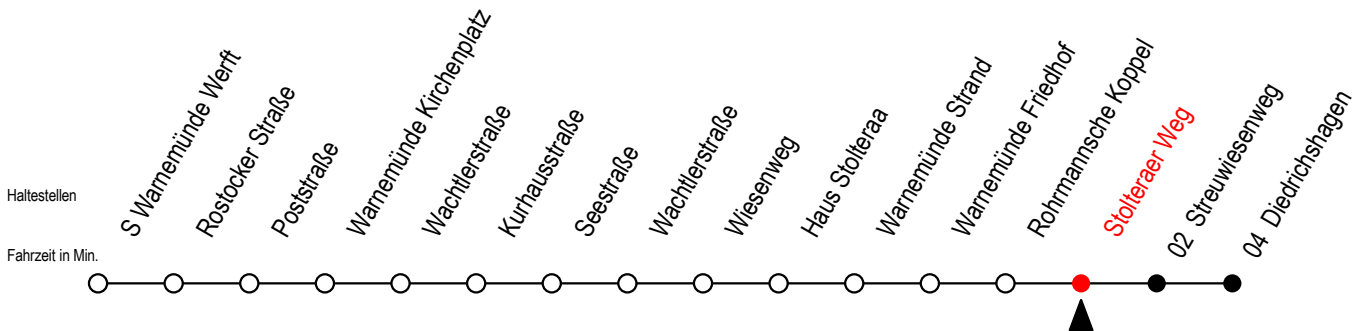 S Warnemünde Werft
Rostocker Straße
Poststraße
Warnemünde Kirchenplatz
Wachtlerstraße
Kurhausstraße
Seestraße
Wachtlerstraße
Wiesenweg
Haus Stolteraa
Warnemünde Strand
Warnemünde Friedhof
Rohrmannsche Koppel
Stolteraer Weg
02 Streuwiesenweg
04 Diedrichshagen
Haltestellen
Fahrzeit in Min.